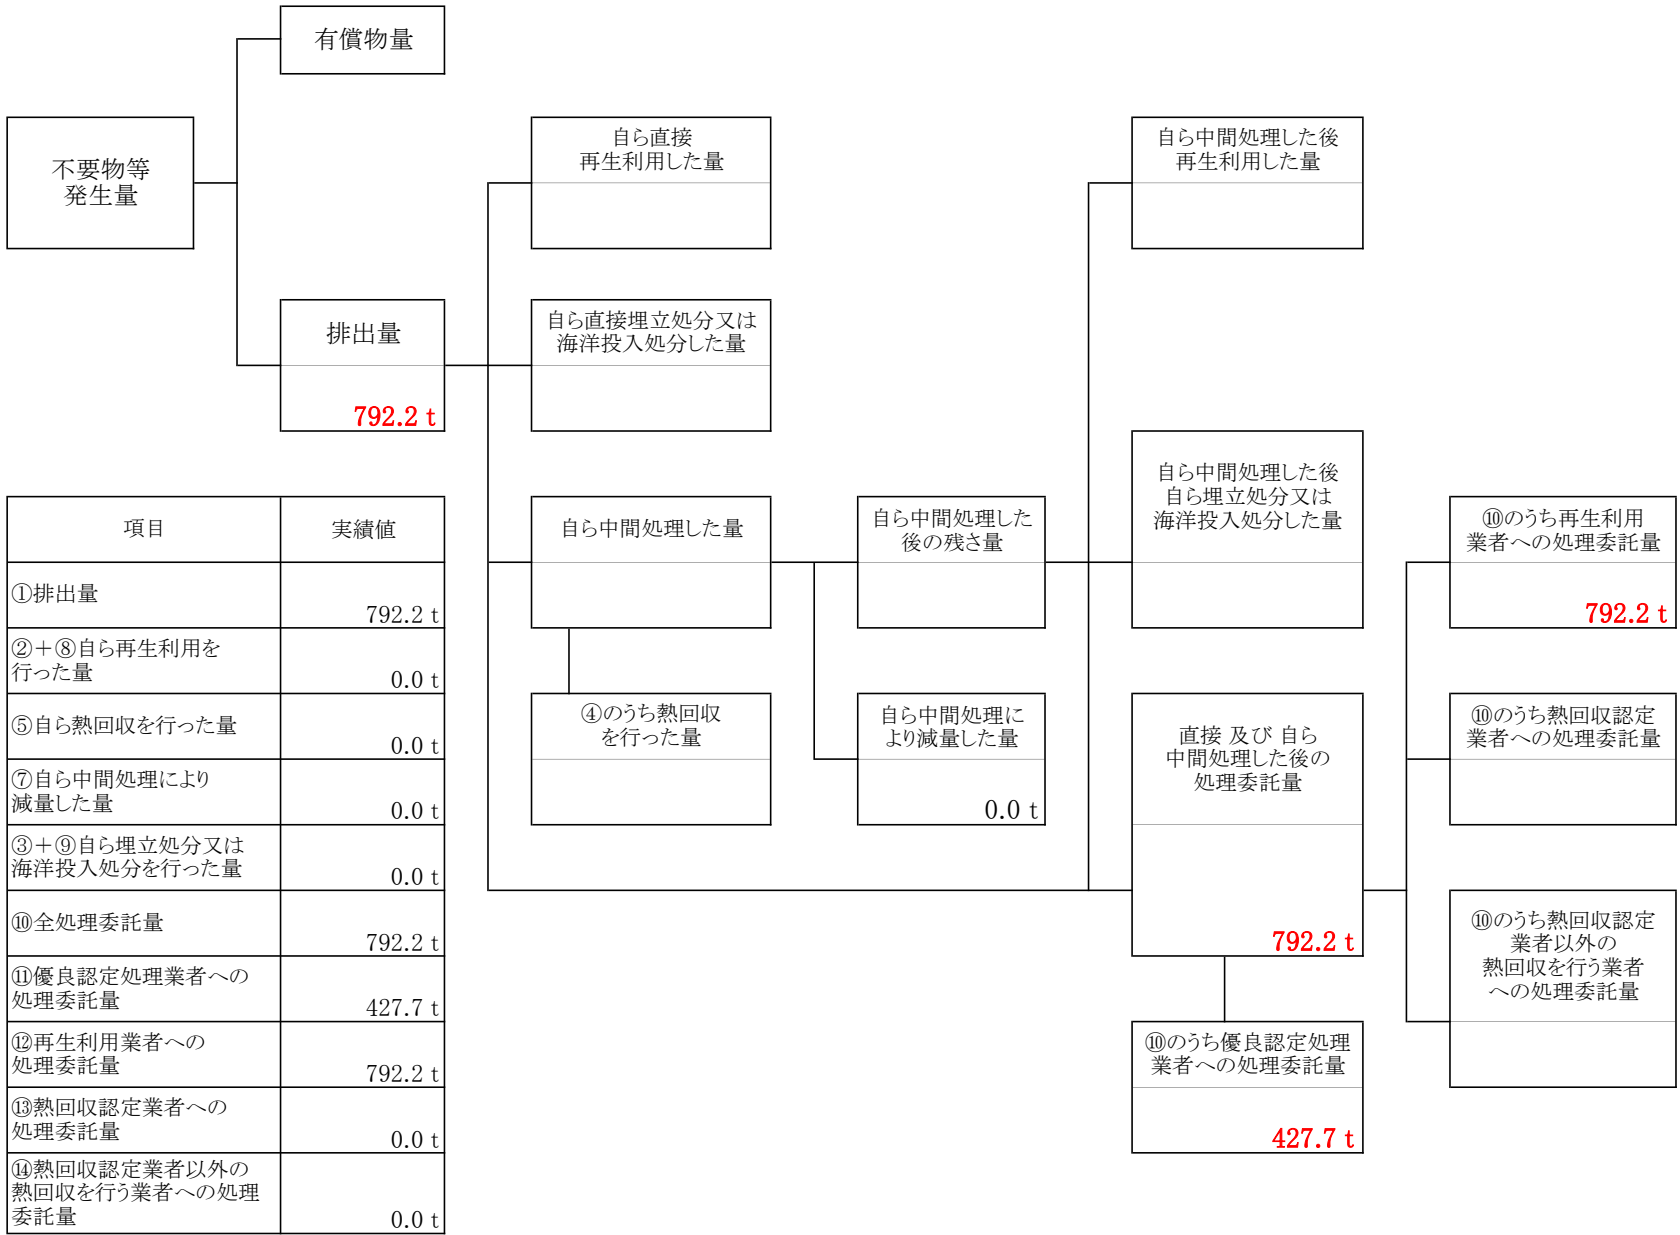 有償物量
不要物等
発生量
自ら直接
再生利用した量
自ら中間処理した後
再生利用した量
排出量
792.2 t
自ら直接埋立処分又は
海洋投入処分した量
自ら中間処理した量
自ら中間処理した
後の残さ量
自ら中間処理した後
自ら埋立処分又は
海洋投入処分した量
⑩のうち再生利用
業者への処理委託量
792.2 t
④のうち熱回収
を行った量
自ら中間処理に
より減量した量
0.0 t
直接 及び 自ら
中間処理した後の
処理委託量
792.2 t
⑩のうち熱回収認定
業者への処理委託量
⑩のうち熱回収認定
業者以外の
熱回収を行う業者
への処理委託量
⑩のうち優良認定処理
業者への処理委託量
427.7 t
項目 実績値
①排出量
792.2 t
②＋⑧自ら再生利用を
行った量
0.0 t
⑤自ら熱回収を行った量
0.0 t
⑦自ら中間処理により
減量した量
0.0 t
③＋⑨自ら埋立処分又は
海洋投入処分を行った量
0.0 t
⑩全処理委託量
792.2 t
⑪優良認定処理業者への
処理委託量
427.7 t
⑫再生利用業者への
処理委託量
792.2 t
⑬熱回収認定業者への
処理委託量
0.0 t
⑭熱回収認定業者以外の
熱回収を行う業者への処理
委託量
0.0 t